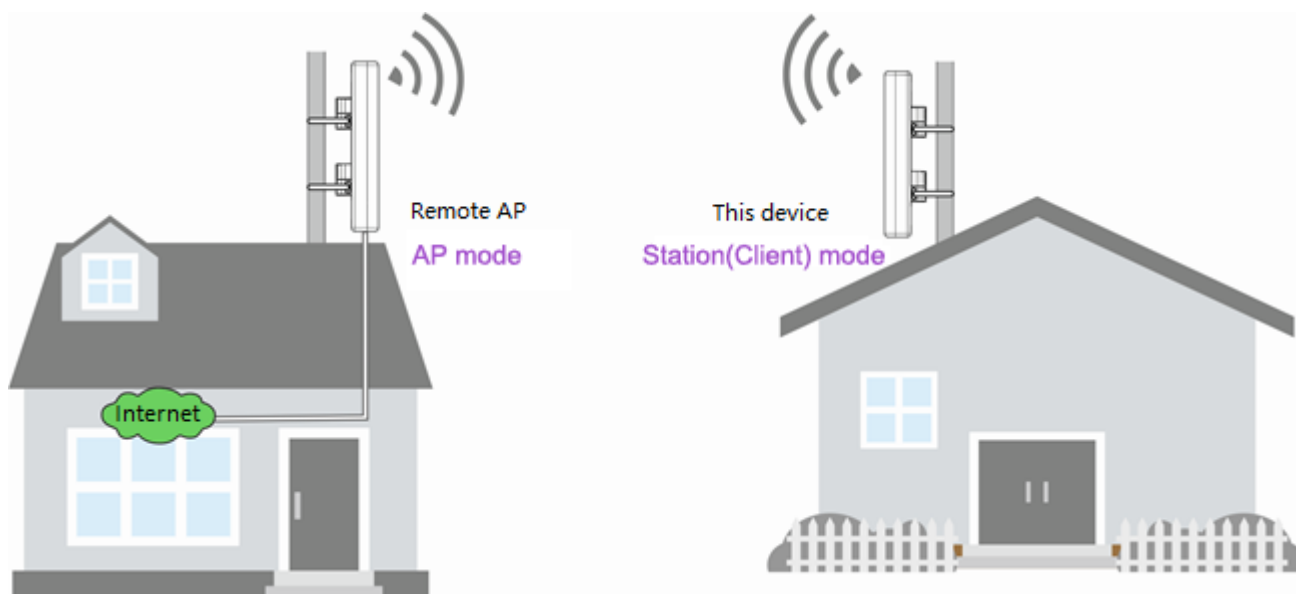 Remote AP
AP mode
This device
Station(Client) mode
Internet